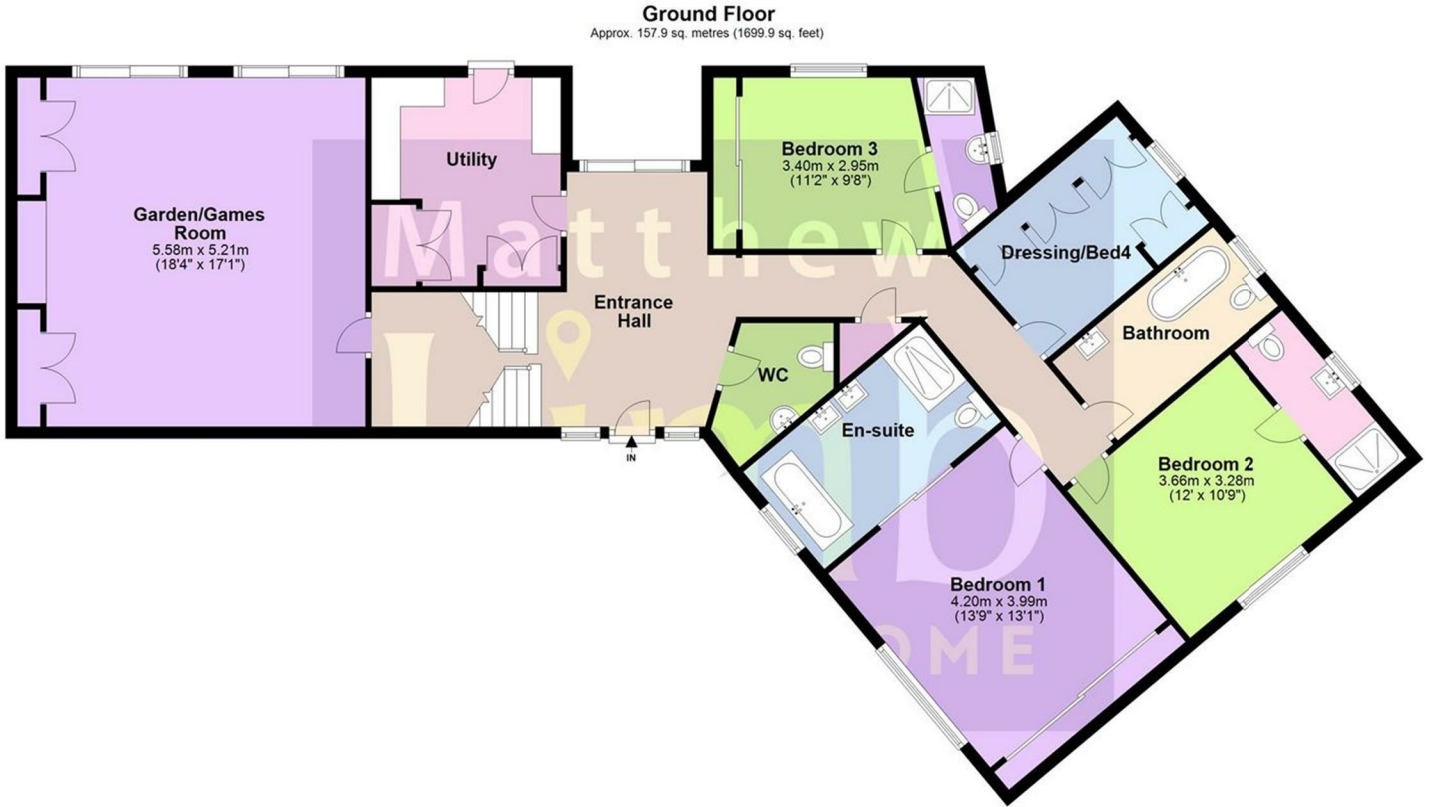 Ground Floor
Approx. 157.9 sq. metres (1699.9 sq. feet)
Garden/Games
Room
5.58m x 5.21m
(18'4" x 17'1")
Utility
Bedroom 3
3.40m x 2.95m
(11'2" x 9'8")
Dressing/Bed4
Matthew
Limb
HOME
Entrance
Hall
WC
Bathroom
En-suite
Bedroom 2
3.66m x 3.28m
(12' x 10'9")
Bedroom 1
4.20m x 3.99m
(13'9" x 13'1")
IN